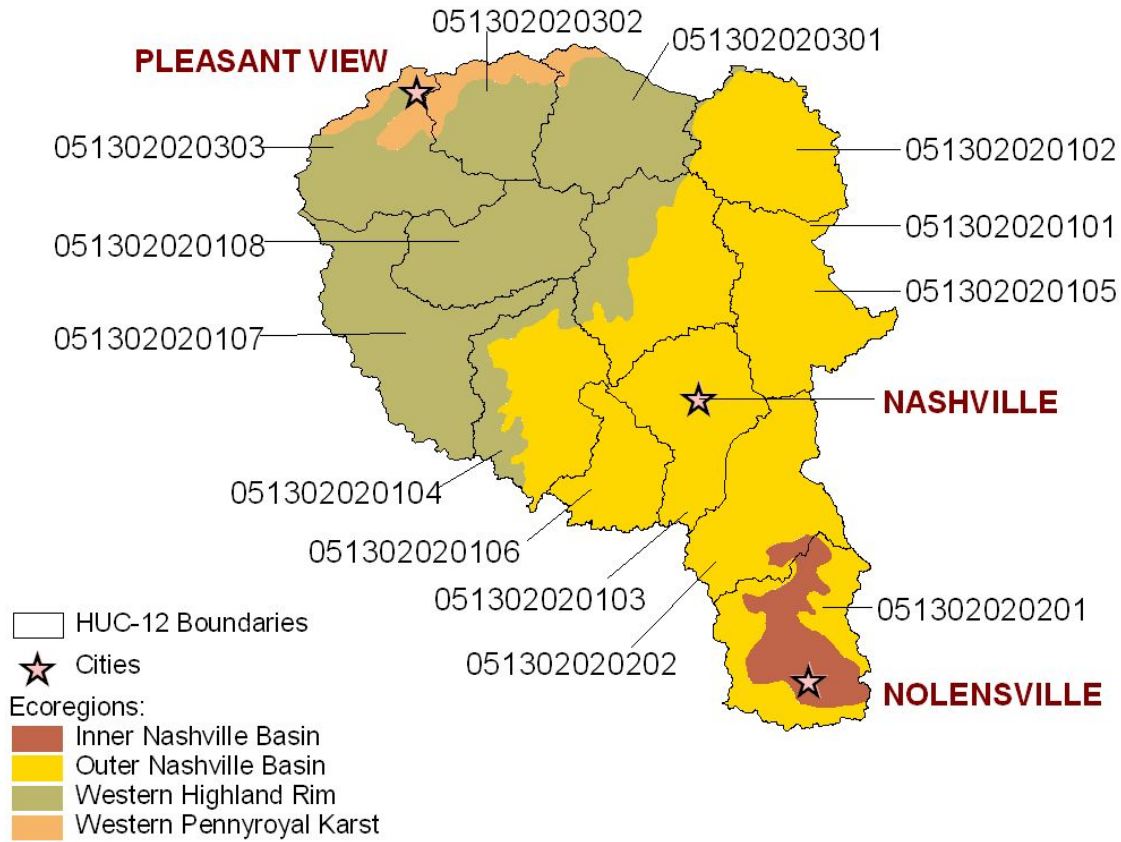 051302020302
051302020301
PLEASANT VIEW
051302020303
051302020102
051302020101
051302020108
051302020105
051302020107
NASHVILLE
051302020104
051302020106
051302020103
051302020201
HUC-12 Boundaries
051302020202
Cities
NOLENSVILLE
Ecoregions:
Inner Nashville Basin
Outer Nashville Basin
Western Highland Rim
Western Pennyroyal Karst